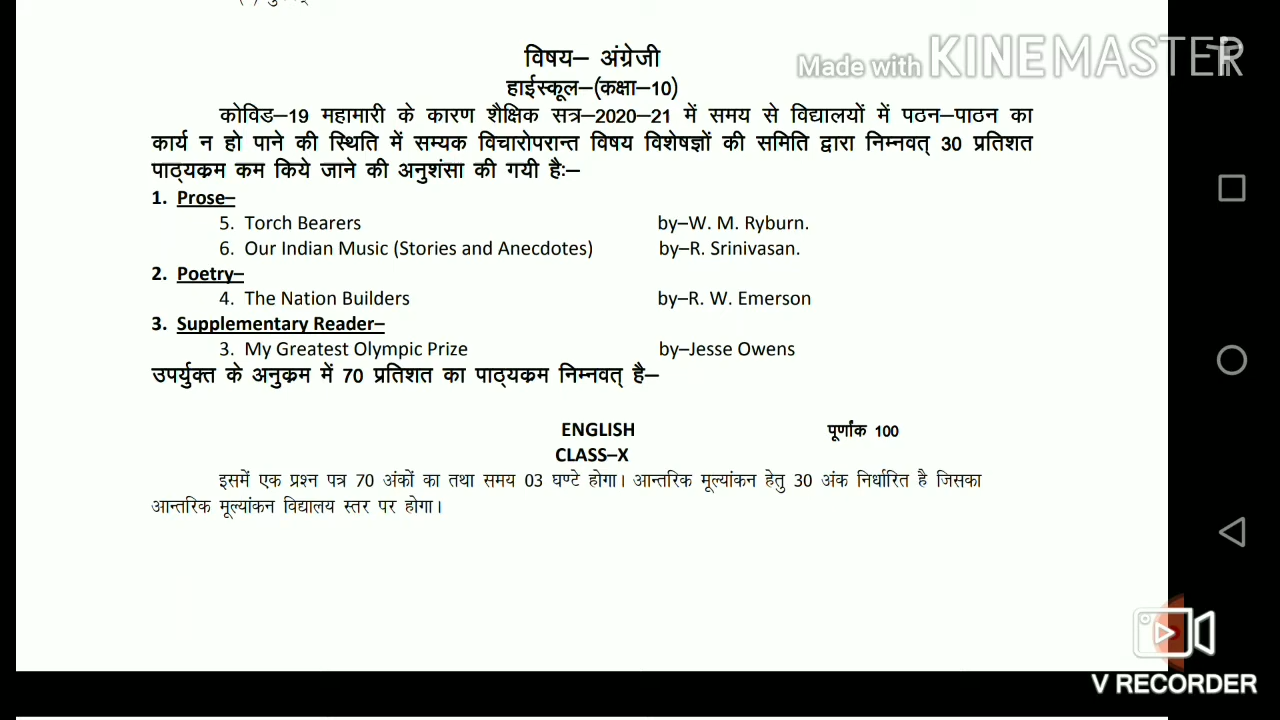 विषय– अंग्रेजी
Made with KINEMASTER
हाईस्कूल–(कक्षा–10)
कोविड–19 महामारी के कारण शैक्षिक सत्र–2020–21 में समय से विद्यालयों में पठन–पाठन का
कार्य न हो पाने की स्थिति में सम्यक विचारोपरान्त विषय विशेषज्ञों की समिति द्वारा निम्नवत् 30 प्रतिशत
पाठ्यक्रम कम किये जाने की अनुशंसा की गयी है:–
1. Prose–
5. Torch Bearers by–W. M. Ryburn.
6. Our Indian Music (Stories and Anecdotes) by–R. Srinivasan.
2. Poetry–
4. The Nation Builders by–R. W. Emerson
3. Supplementary Reader–
3. My Greatest Olympic Prize by–Jesse Owens
उपर्युक्त के अनुक्रम में 70 प्रतिशत का पाठ्यक्रम निम्नवत् है–
ENGLISH पूर्णांक 100
CLASS–X
इसमें एक प्रश्न पत्र 70 अंकों का तथा समय 03 घण्टे होगा। आन्तरिक मूल्यांकन हेतु 30 अंक निर्धारित है जिसका
आन्तरिक मूल्यांकन विद्यालय स्तर पर होगा।
V RECORDER